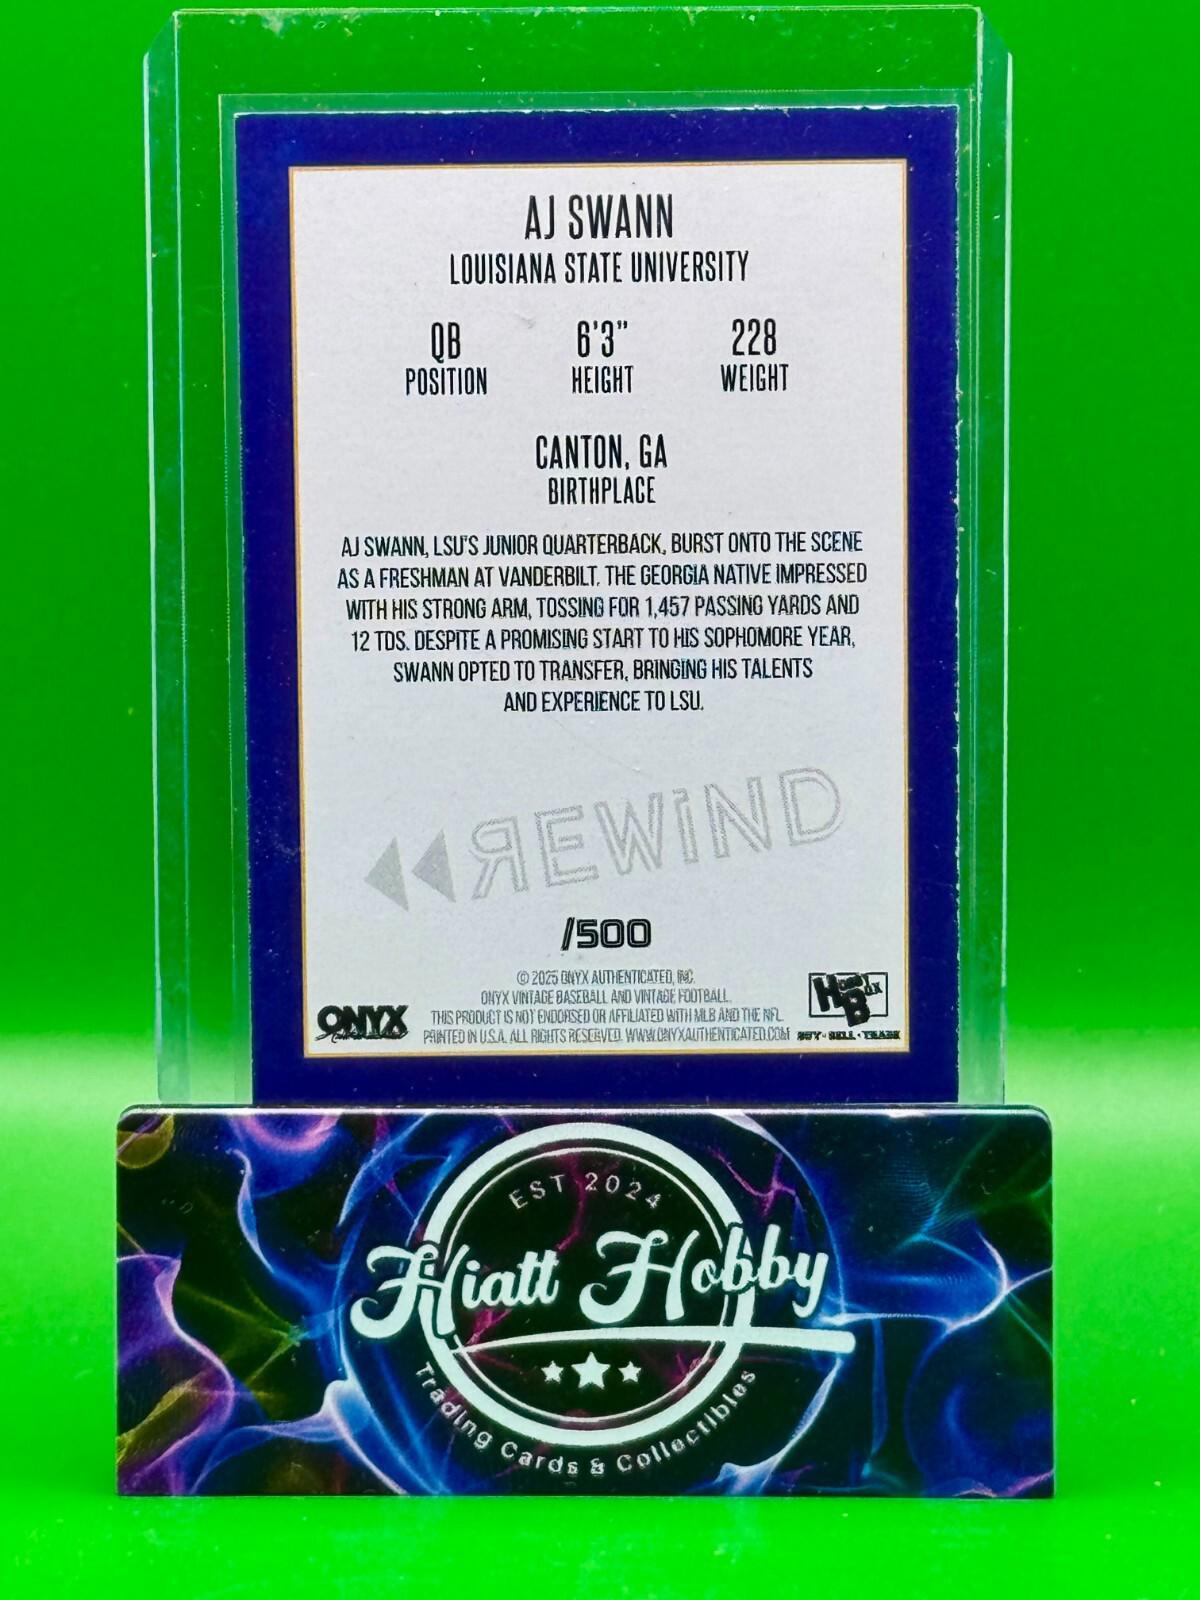 AJ SWANN
LOUISIANA STATE UNIVERSITY
QB 6'3" 228
POSITION HEIGHT WEIGHT
CANTON, GA
BIRTHPLACE
AJ SWANN, LSU'S JUNIOR QUARTERBACK, BURST ONTO THE SCENE
AS A FRESHMAN AT VANDERBILT. THE GEORGIA NATIVE IMPRESSED
WITH HIS STRONG ARM, TOSSING FOR 1,457 PASSING YARDS AND
12 TDS. DESPITE A PROMISING START TO HIS SOPHOMORE YEAR,
SWANN OPTED TO TRANSFER, BRINGING HIS TALENTS
AND EXPERIENCE TO LSU.
REWIND
/500
© 2025 ONYX AUTHENTICATED, INC.
ONYX VINTAGE BASEBALL AND VINTAGE FOOTBALL.
THIS PRODUCT IS NOT ENDORSED OR AFFILIATED WITH MLB AND THE NFL.
PRINTED IN U.S.A. ALL RIGHTS RESERVED. WWW.ONYXAUTHENTICATED.COM
ONYX
BUY • SELL • TRADE
EST 2024
Hiatt Hobby
Trading Cards & Collectibles